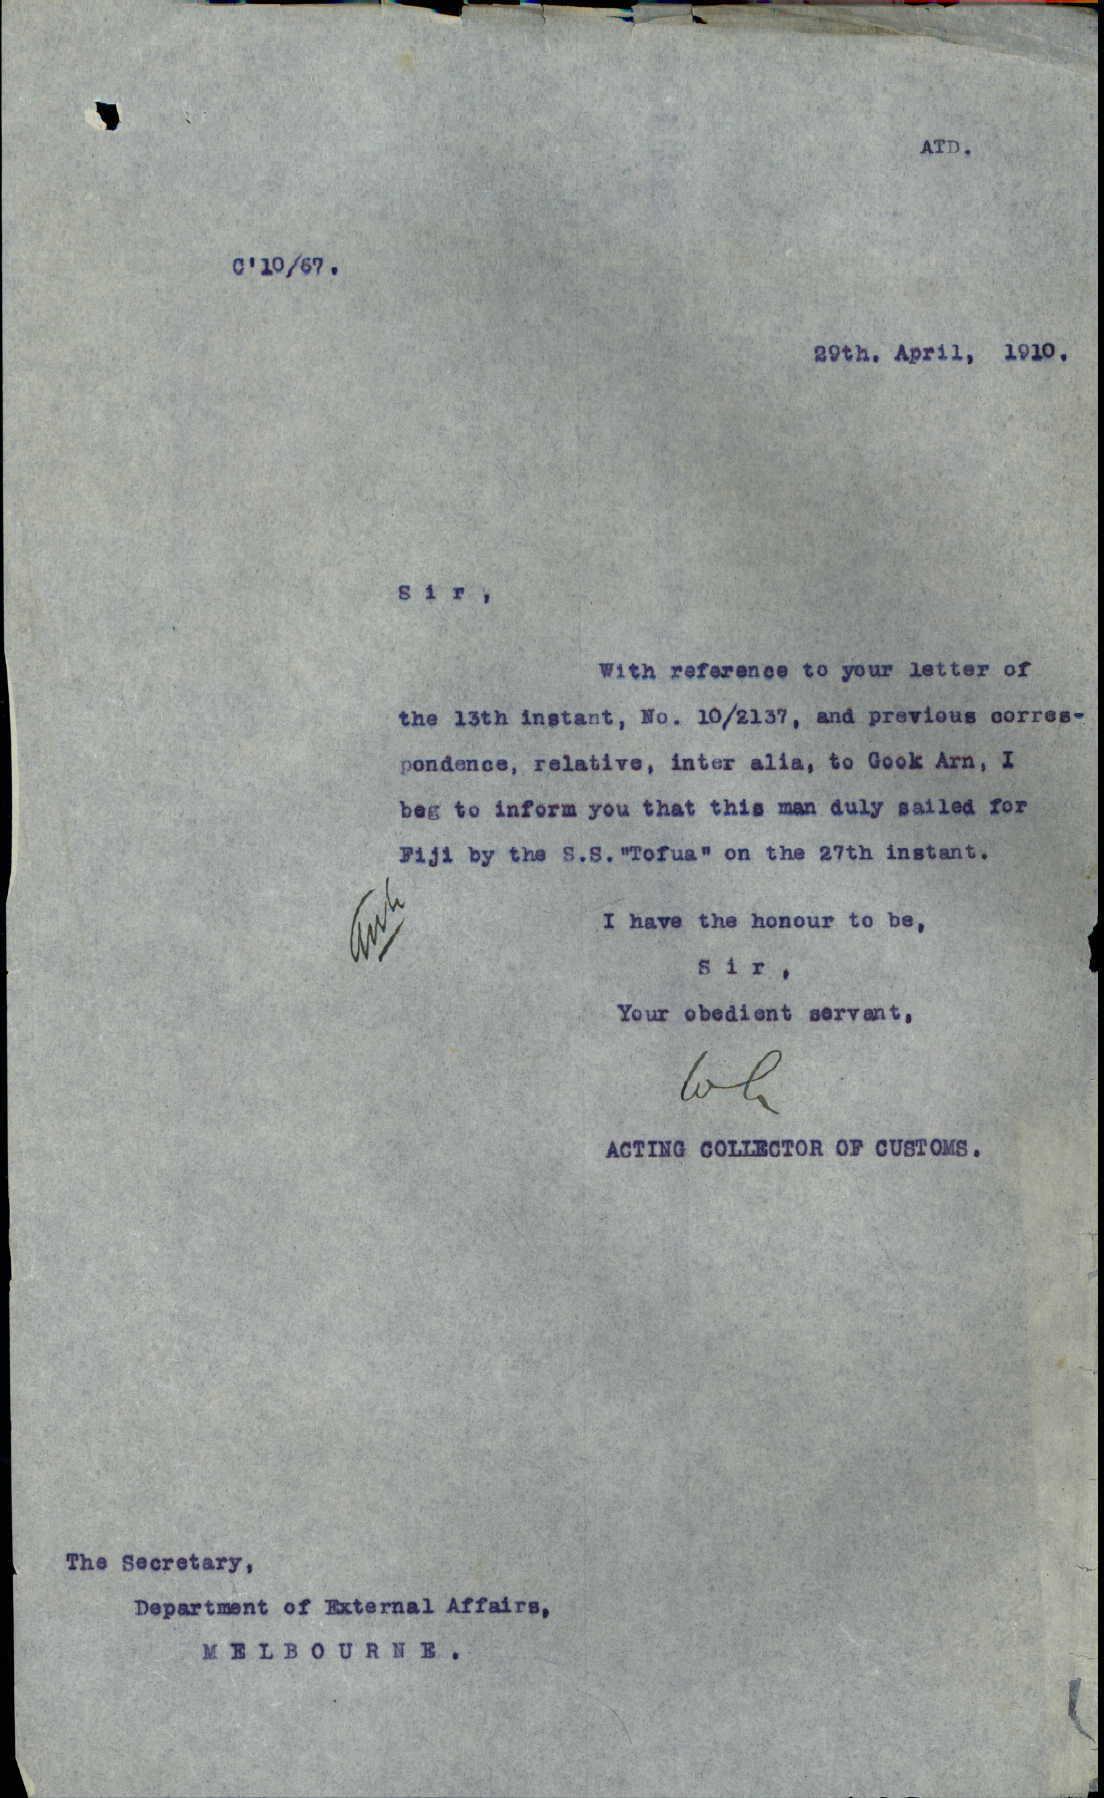 ATD.
C'10/67.
29th. April, 1910.
S i r ,
With reference to your letter of
the 13th instant, No. 10/2137, and previous corres-
pondence, relative, inter alia, to Gook Arn, I
beg to inform you that this man duly sailed for
Fiji by the S.S."Tofua" on the 27th instant.
I have the honour to be,
S i r ,
Your obedient servant,
ACTING COLLECTOR OF CUSTOMS.
The Secretary,
Department of External Affairs,
M E L B O U R N E .